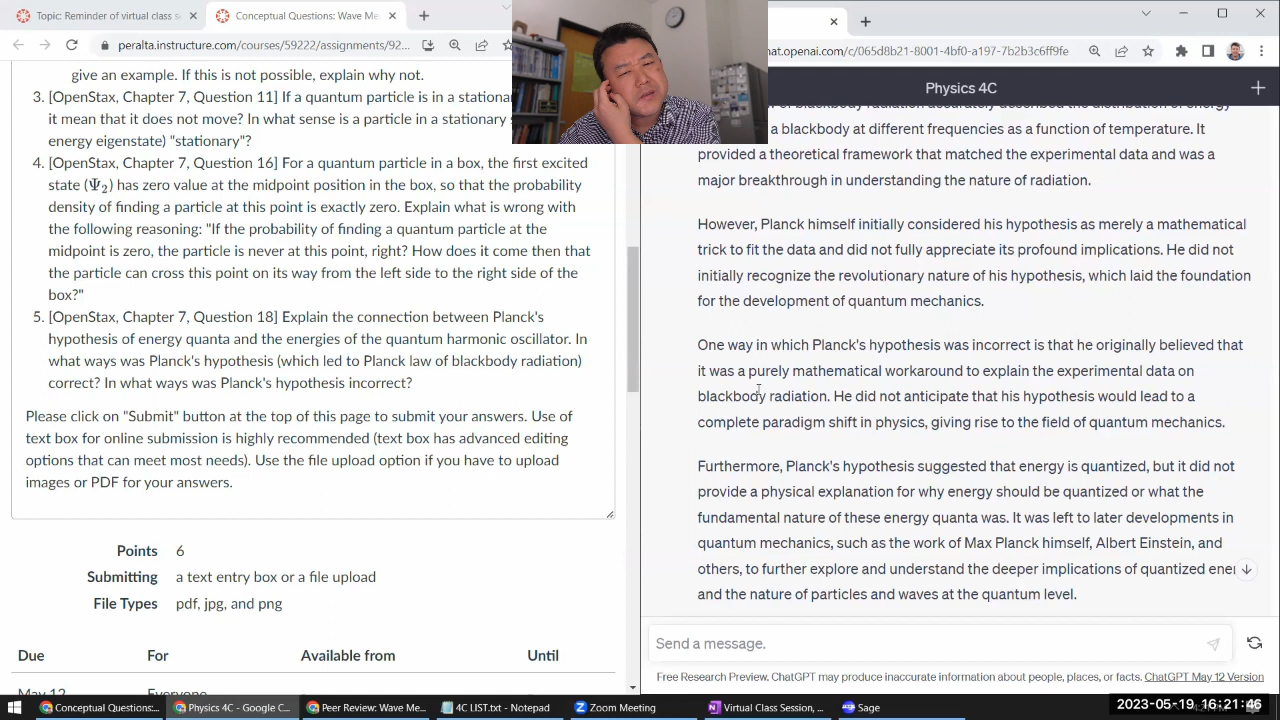 Topic: Reminder of virtual class s
Conceptual Questions: Wave Me
peralta.instructure.com/courses/59222/assignments/92...
hat.openai.com/c/065d8b21-8001-4bf0-a197-7b2b3c6ff9fe
give an example. If this is not possible, explain why not.
3. [OpenStax, Chapter 7, Question 11] If a quantum particle is in a stationa
it mean that it does not move? In what sense is a particle in a stationary s
energy eigenstate) "stationary"?
4. [OpenStax, Chapter 7, Question 16] For a quantum particle in a box, the first excited
state (Ψ2) has zero value at the midpoint position in the box, so that the probability
density of finding a particle at this point is exactly zero. Explain what is wrong with
the following reasoning: "If the probability of finding a quantum particle at the
midpoint is zero, the particle is never at this point, right? How does it come then that
the particle can cross this point on its way from the left side to the right side of the
box?"
5. [OpenStax, Chapter 7, Question 18] Explain the connection between Planck's
hypothesis of energy quanta and the energies of the quantum harmonic oscillator. In
what ways was Planck's hypothesis (which led to Planck law of blackbody radiation)
correct? In what ways was Planck's hypothesis incorrect?
Please click on "Submit" button at the top of this page to submit your answers. Use of
text box for online submission is highly recommended (text box has advanced editing
options that can meet most needs). Use the file upload option if you have to upload
images or PDF for your answers.
Points 6
Submitting a text entry box or a file upload
File Types pdf, jpg, and png
Due For Available from Until
May 12 Everyone
Physics 4C
of blackbody radiation accurately described the distribution of energy
a blackbody at different frequencies as a function of temperature. It
provided a theoretical framework that matched the experimental data and was a
major breakthrough in understanding the nature of radiation.
However, Planck himself initially considered his hypothesis as merely a mathematical
trick to fit the data and did not fully appreciate its profound implications. He did not
initially recognize the revolutionary nature of his hypothesis, which laid the foundation
for the development of quantum mechanics.
One way in which Planck's hypothesis was incorrect is that he originally believed that
it was a purely mathematical workaround to explain the experimental data on
blackbody radiation. He did not anticipate that his hypothesis would lead to a
complete paradigm shift in physics, giving rise to the field of quantum mechanics.
Furthermore, Planck's hypothesis suggested that energy is quantized, but it did not
provide a physical explanation for why energy should be quantized or what the
fundamental nature of these energy quanta was. It was left to later developments in
quantum mechanics, such as the work of Max Planck himself, Albert Einstein, and
others, to further explore and understand the deeper implications of quantized ener
and the nature of particles and waves at the quantum level.
Send a message.
Free Research Preview. ChatGPT may produce inaccurate information about people, places, or facts. ChatGPT May 12 Version
Conceptual Questions:...
Physics 4C - Google C...
Peer Review: Wave Me...
4C LIST.txt - Notepad
Zoom Meeting
Virtual Class Session, ...
Sage
2023-05-19 16:21:46